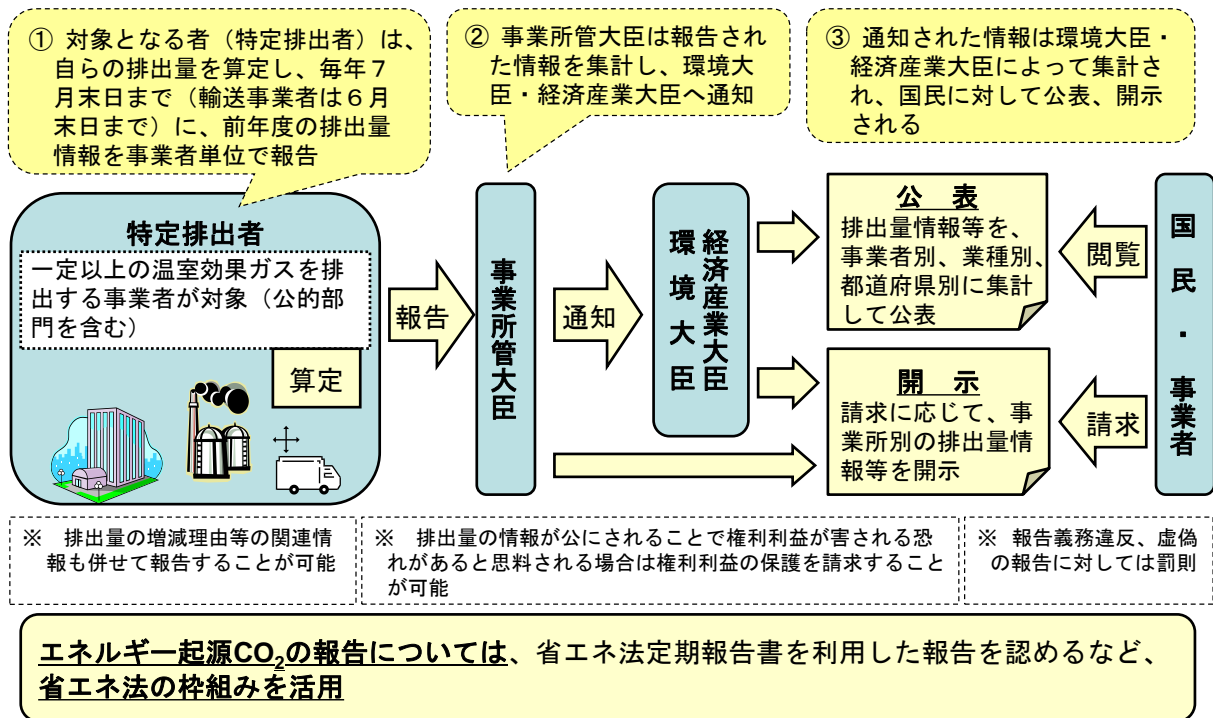 ① 対象となる者（特定排出者）は、
自らの排出量を算定し、毎年７
月末日まで（輸送事業者は６月
末日まで）に、前年度の排出量
情報を事業者単位で報告
② 事業所管大臣は報告され
た情報を集計し、環境大
臣・経済産業大臣へ通知
③ 通知された情報は環境大臣・
経済産業大臣によって集計さ
れ、国民に対して公表、開示
される
特定排出者
一定以上の温室効果ガスを排
出する事業者が対象（公的部
門を含む）
算定
報告
事業所管大臣
通知
経済産業大臣
環境大臣
公　表
排出量情報等を、
事業者別、業種別、
都道府県別に集計
して公表
閲覧
開　示
請求に応じて、事
業所別の排出量情
報等を開示
請求
国民・事業者
※　排出量の増減理由等の関連情
報も併せて報告することが可能
※　排出量の情報が公にされることで権利利益が害される恐
れがあると思料される場合は権利利益の保護を請求すること
が可能
※ 報告義務違反、虚偽
の報告に対しては罰則
エネルギー起源CO₂の報告については、省エネ法定期報告書を利用した報告を認めるなど、
省エネ法の枠組みを活用